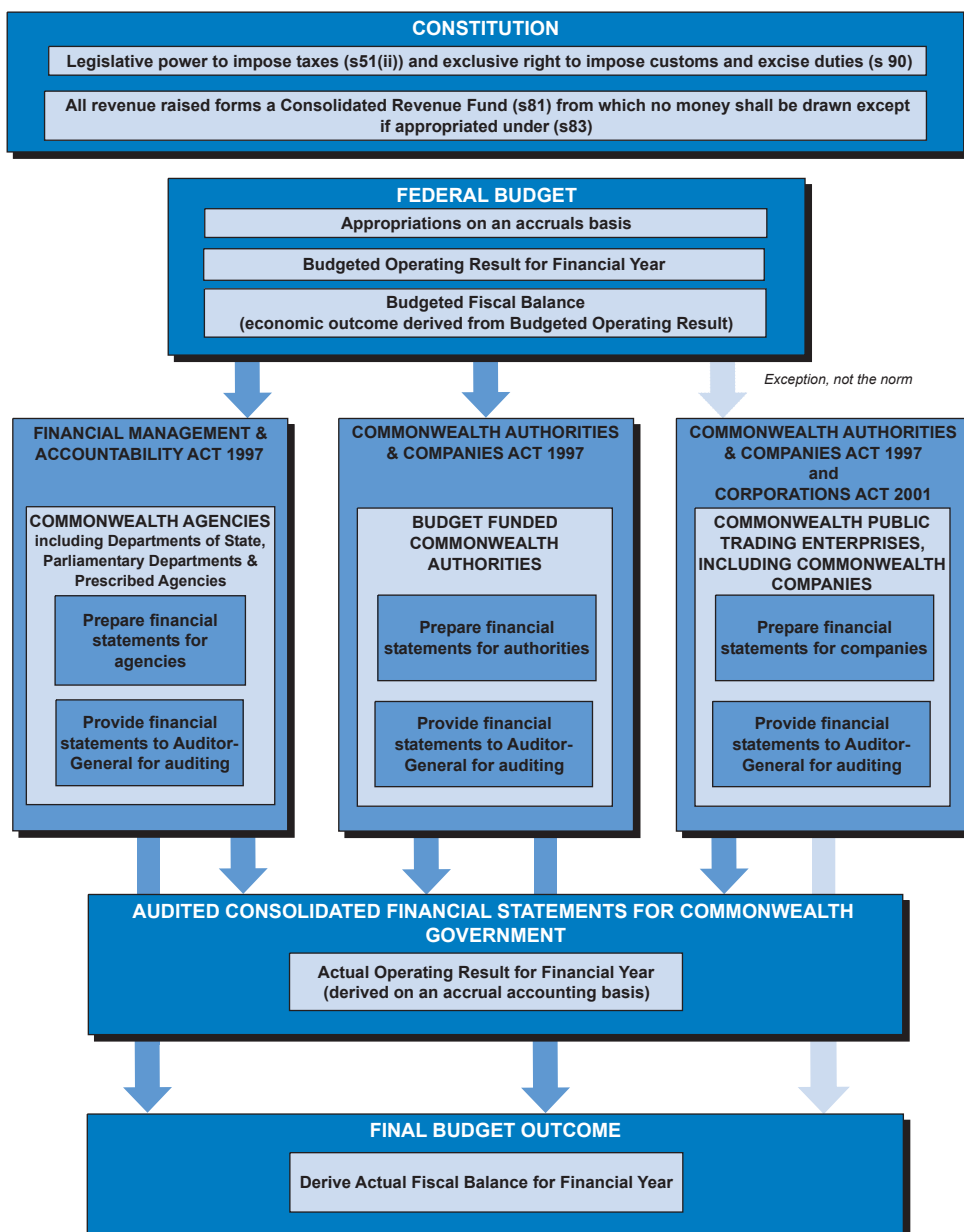 CONSTITUTION
Legislative power to impose taxes (s51(ii)) and exclusive right to impose customs and excise duties (s 90)
All revenue raised forms a Consolidated Revenue Fund (s81) from which no money shall be drawn except
if appropriated under (s83)
FEDERAL BUDGET
Appropriations on an accruals basis
Budgeted Operating Result for Financial Year
Budgeted Fiscal Balance
(economic outcome derived from Budgeted Operating Result)
Exception, not the norm
FINANCIAL MANAGEMENT &
ACCOUNTABILITY ACT 1997
COMMONWEALTH AGENCIES
including Departments of State,
Parliamentary Departments &
Prescribed Agencies
Prepare financial
statements for
agencies
Provide financial
statements to Auditor-
General for auditing
COMMONWEALTH AUTHORITIES
& COMPANIES ACT 1997
BUDGET FUNDED
COMMONWEALTH
AUTHORITIES
Prepare financial
statements for authorities
Provide financial
statements to Auditor-
General for auditing
COMMONWEALTH AUTHORITIES
& COMPANIES ACT 1997
and
CORPORATIONS ACT 2001
COMMONWEALTH PUBLIC
TRADING ENTERPRISES,
INCLUDING COMMONWEALTH
COMPANIES
Prepare financial
statements for companies
Provide financial
statements to Auditor-
General for auditing
AUDITED CONSOLIDATED FINANCIAL STATEMENTS FOR COMMONWEALTH
GOVERNMENT
Actual Operating Result for Financial Year
(derived on an accrual accounting basis)
FINAL BUDGET OUTCOME
Derive Actual Fiscal Balance for Financial Year